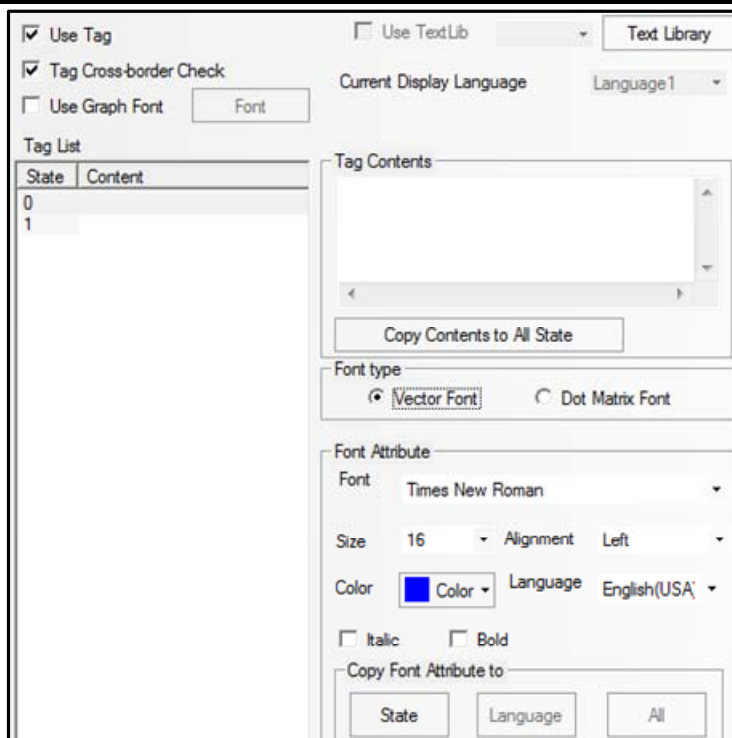 Use Tag
Use TextLib
Text Library
Tag Cross-border Check
Current Display Language
Language1
Use Graph Font
Font
Tag List
State Content
0
1
Tag Contents
Copy Contents to All State
Font type
Vector Font
Dot Matrix Font
Font Attribute
Font
Times New Roman
Size
16
Alignment
Left
Color
Color
Language
English(USA)
Italic
Bold
Copy Font Attribute to
State
Language
All